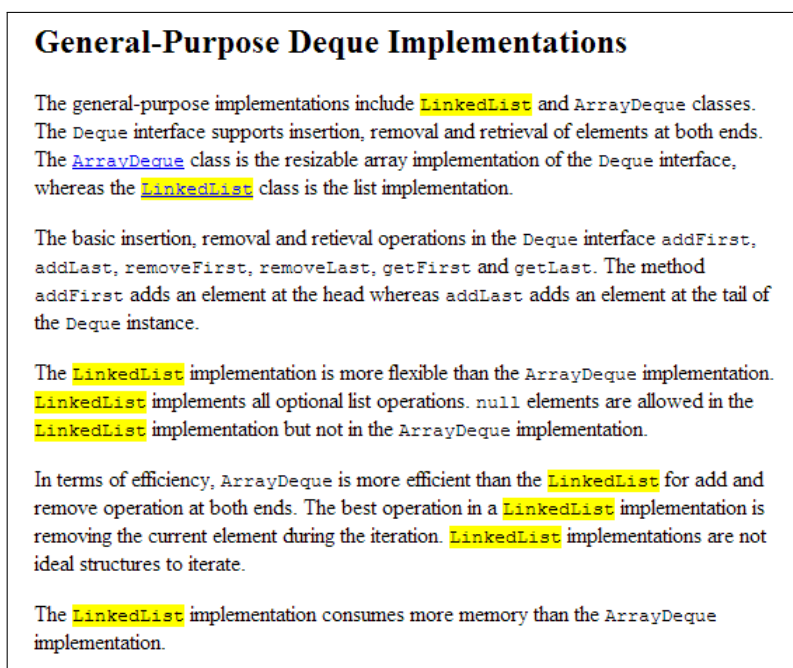 General-Purpose Deque Implementations
The general-purpose implementations include LinkedList and ArrayDeque classes.
The Deque interface supports insertion, removal and retrieval of elements at both ends.
The ArrayDeque class is the resizable array implementation of the Deque interface,
whereas the LinkedList class is the list implementation.
The basic insertion, removal and retieval operations in the Deque interface addFirst,
addLast, removeFirst, removeLast, getFirst and getLast. The method
addFirst adds an element at the head whereas addLast adds an element at the tail of
the Deque instance.
The LinkedList implementation is more flexible than the ArrayDeque implementation.
LinkedList implements all optional list operations. null elements are allowed in the
LinkedList implementation but not in the ArrayDeque implementation.
In terms of efficiency, ArrayDeque is more efficient than the LinkedList for add and
remove operation at both ends. The best operation in a LinkedList implementation is
removing the current element during the iteration. LinkedList implementations are not
ideal structures to iterate.
The LinkedList implementation consumes more memory than the ArrayDeque
implementation.